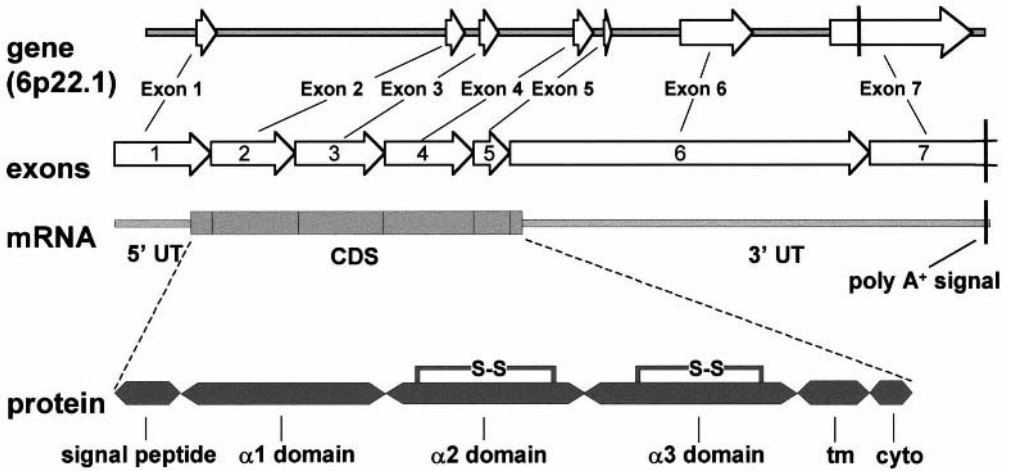 gene
(6p22.1)
Exon 1 Exon 2 Exon 3 Exon 4 Exon 5 Exon 6 Exon 7
exons
1 2 3 4 5 6 7
mRNA
5' UT CDS 3' UT
poly A⁺ signal
S-S S-S
protein
signal peptide α1 domain α2 domain α3 domain tm cyto